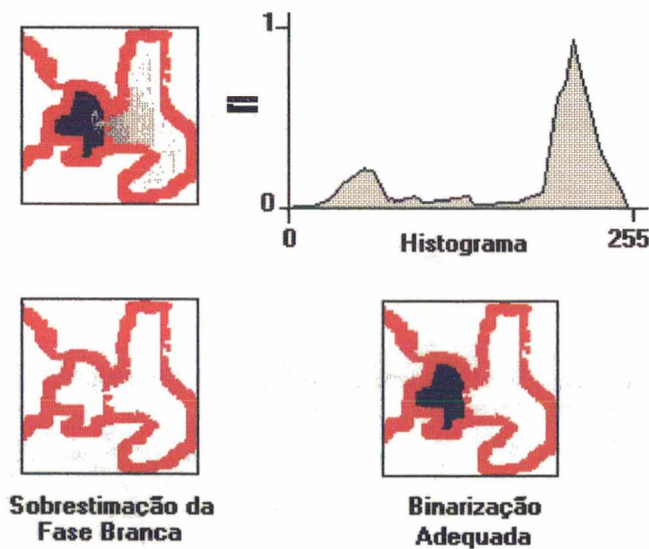 1
0
0
Histograma
255
Sobrestimação da
Fase Branca
Binarização
Adequada